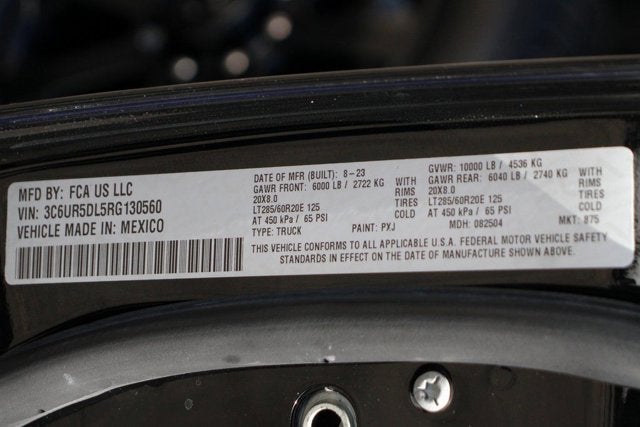 MFD BY: FCA US LLC
VIN: 3C6UR5DL5RG130560
VEHICLE MADE IN: MEXICO
DATE OF MFR (BUILT): 8-23
GAWR FRONT: 6000 LB / 2722 KG
20X8.0
LT285/60R20E 125
AT 450 kPa / 65 PSI
TYPE: TRUCK
WITH
RIMS
TIRES
COLD
PAINT: PXJ
GVWR: 10000 LB / 4536 KG
GAWR REAR: 6040 LB / 2740 KG
20X8.0
LT285/60R20E 125
AT 450 kPa / 65 PSI
MDH: 082504
WITH
RIMS
TIRES
COLD
MKT: 875
THIS VEHICLE CONFORMS TO ALL APPLICABLE U.S.A. FEDERAL MOTOR VEHICLE SAFETY
STANDARDS IN EFFECT ON THE DATE OF MANUFACTURE SHOWN ABOVE.